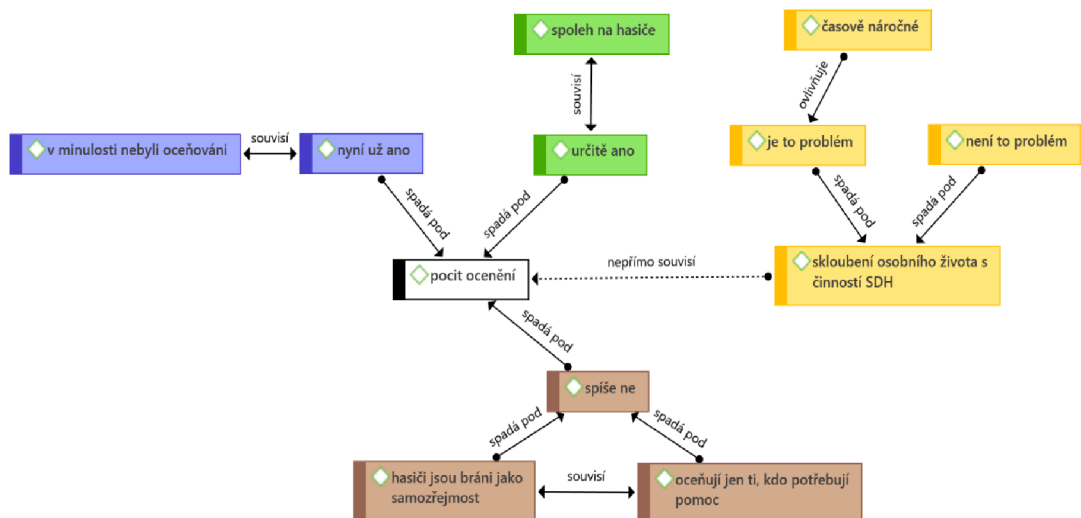 spoleh na hasiče
časově náročné
souvisí
ovlivňuje
v minulosti nebyli oceňováni
souvisí
nyní už ano
určitě ano
je to problém
není to problém
spadá pod
spadá pod
spadá pod
spadá pod
pocit ocenění
nepřímo souvisí
skloubení osobního života s
činností SDH
spadá pod
spíše ne
spadá pod
spadá pod
hasiči jsou bráni jako
samozřejmost
souvisí
oceňují jen ti, kdo potřebují
pomoc